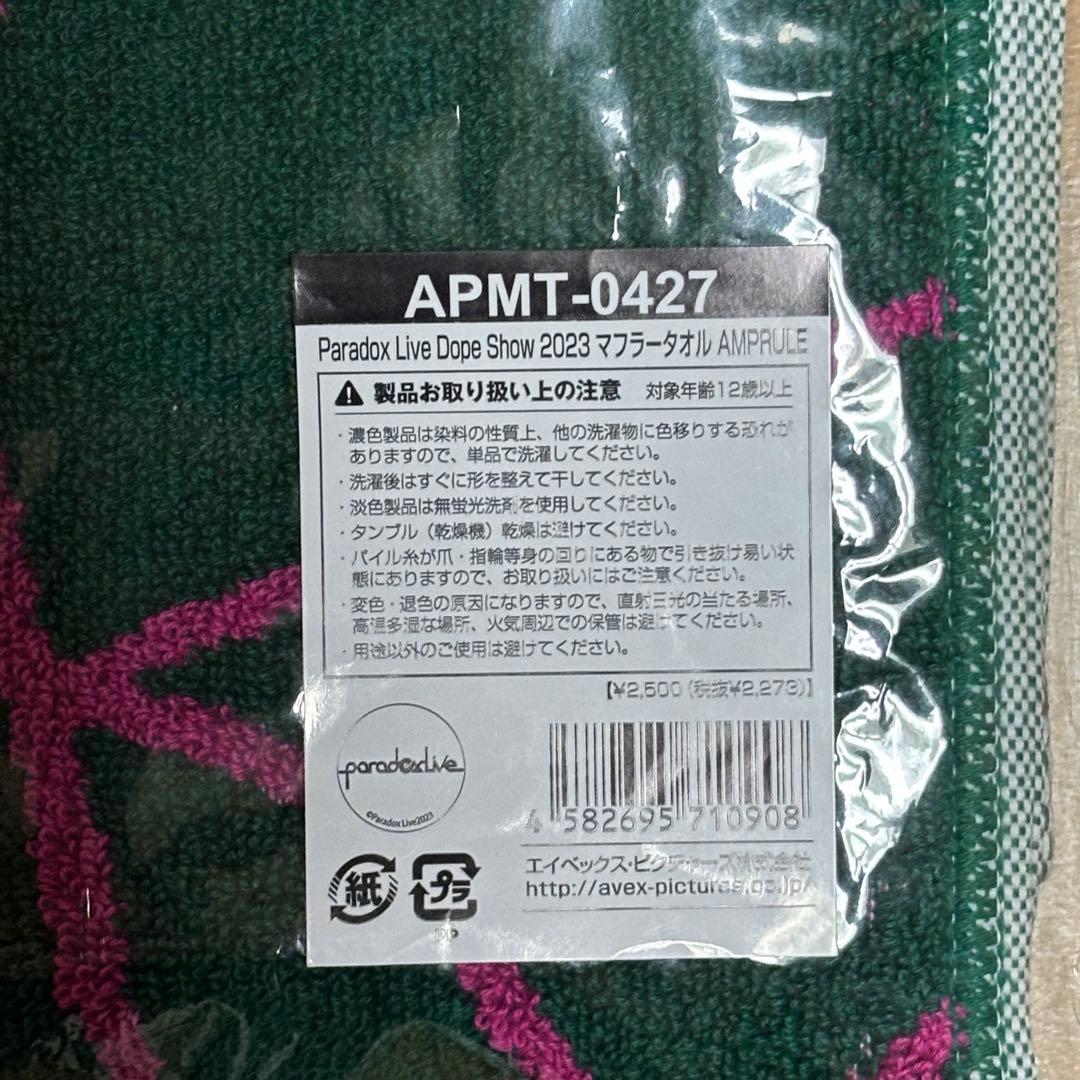 APMT-0427
Paradox Live Dope Show 2023 マフラータオル AMPRULE
製品お取り扱い上の注意 対象年齢12歳以上
・濃色製品は染料の性質上、他の洗濯物に色移りする恐れが
ありますので、単品で洗濯してください。
・洗濯後はすぐに形を整えて干してください。
・淡色製品は無蛍光洗剤を使用してください。
・タンブル（乾燥機）乾燥は避けてください。
・パイル糸が爪・指輪等身の回りにある物で引き抜け易い状
態にありますので、お取り扱いにはご注意ください。
・変色・退色の原因になりますので、直射日光の当たる場所、
高温多湿な場所、火気周辺での保管は避けてください。
・用途以外のご使用は避けてください。
【¥2,500（税抜¥2,273）】
paradoxLive
©Paradox Live2023
4 582695 710908
エイベックス・ピクチャーズ株式会社
http://avex-pictures.co.jp/
紙
プラ
PP